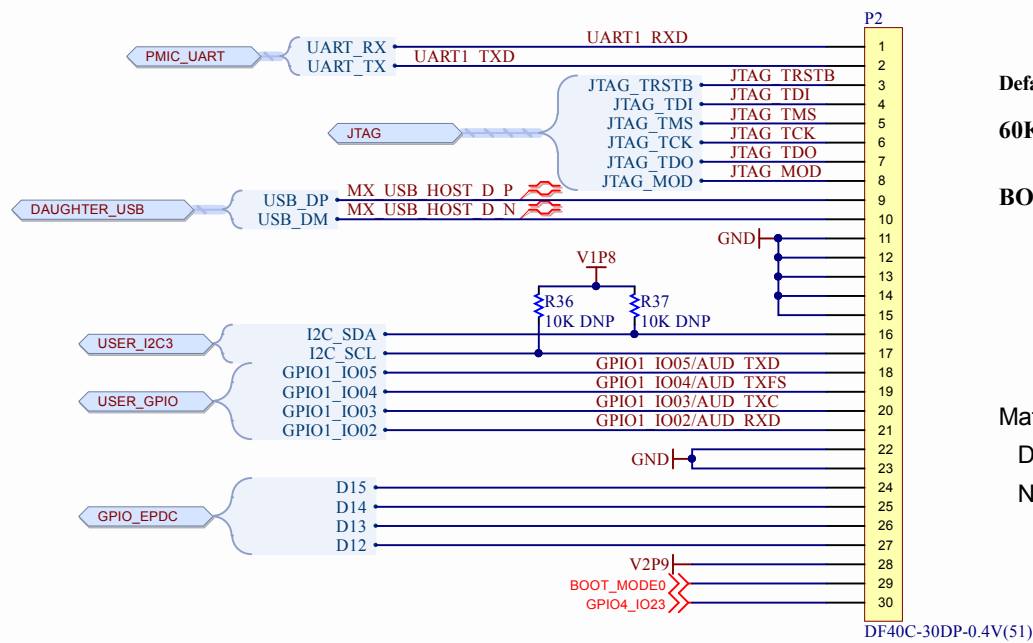 P2
PMIC_UART
UART_RX
UART_TX
UART1_RXD
UART1_TXD
1
2
JTAG
JTAG_TRSTB
JTAG_TDI
JTAG_TMS
JTAG_TCK
JTAG_TDO
JTAG_MOD
JTAG_TRSTB
JTAG_TDI
JTAG_TMS
JTAG_TCK
JTAG_TDO
JTAG_MOD
3
4
5
6
7
8
DAUGHTER_USB
USB_DP
USB_DM
MX_USB_HOST_D_P
MX_USB_HOST_D_N
9
10
GND
11
12
13
14
15
V1P8
R36
10K DNP
R37
10K DNP
USER_I2C3
I2C_SDA
I2C_SCL
16
17
USER_GPIO
GPIO1_IO05
GPIO1_IO04
GPIO1_IO03
GPIO1_IO02
GPIO1_IO05/AUD_TXD
GPIO1_IO04/AUD_TXFS
GPIO1_IO03/AUD_TXC
GPIO1_IO02/AUD_RXD
18
19
20
21
GND
22
23
GPIO_EPDC
D15
D14
D13
D12
24
25
26
27
V2P9
28
BOOT_MODE0
29
GPIO4_IO23
30
DF40C-30DP-0.4V(51)
Defa
60K
BO
Mat
D
N